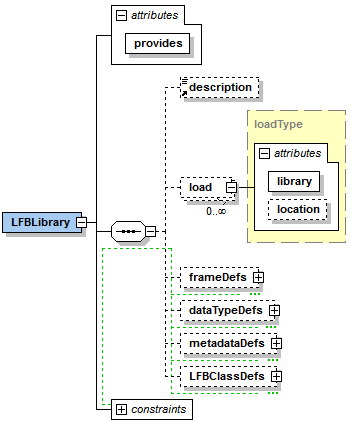 attributes
provides
description
loadType
attributes
load
library
0..∞
location
LFBLibrary
frameDefs
dataTypeDefs
metadataDefs
LFBClassDefs
constraints